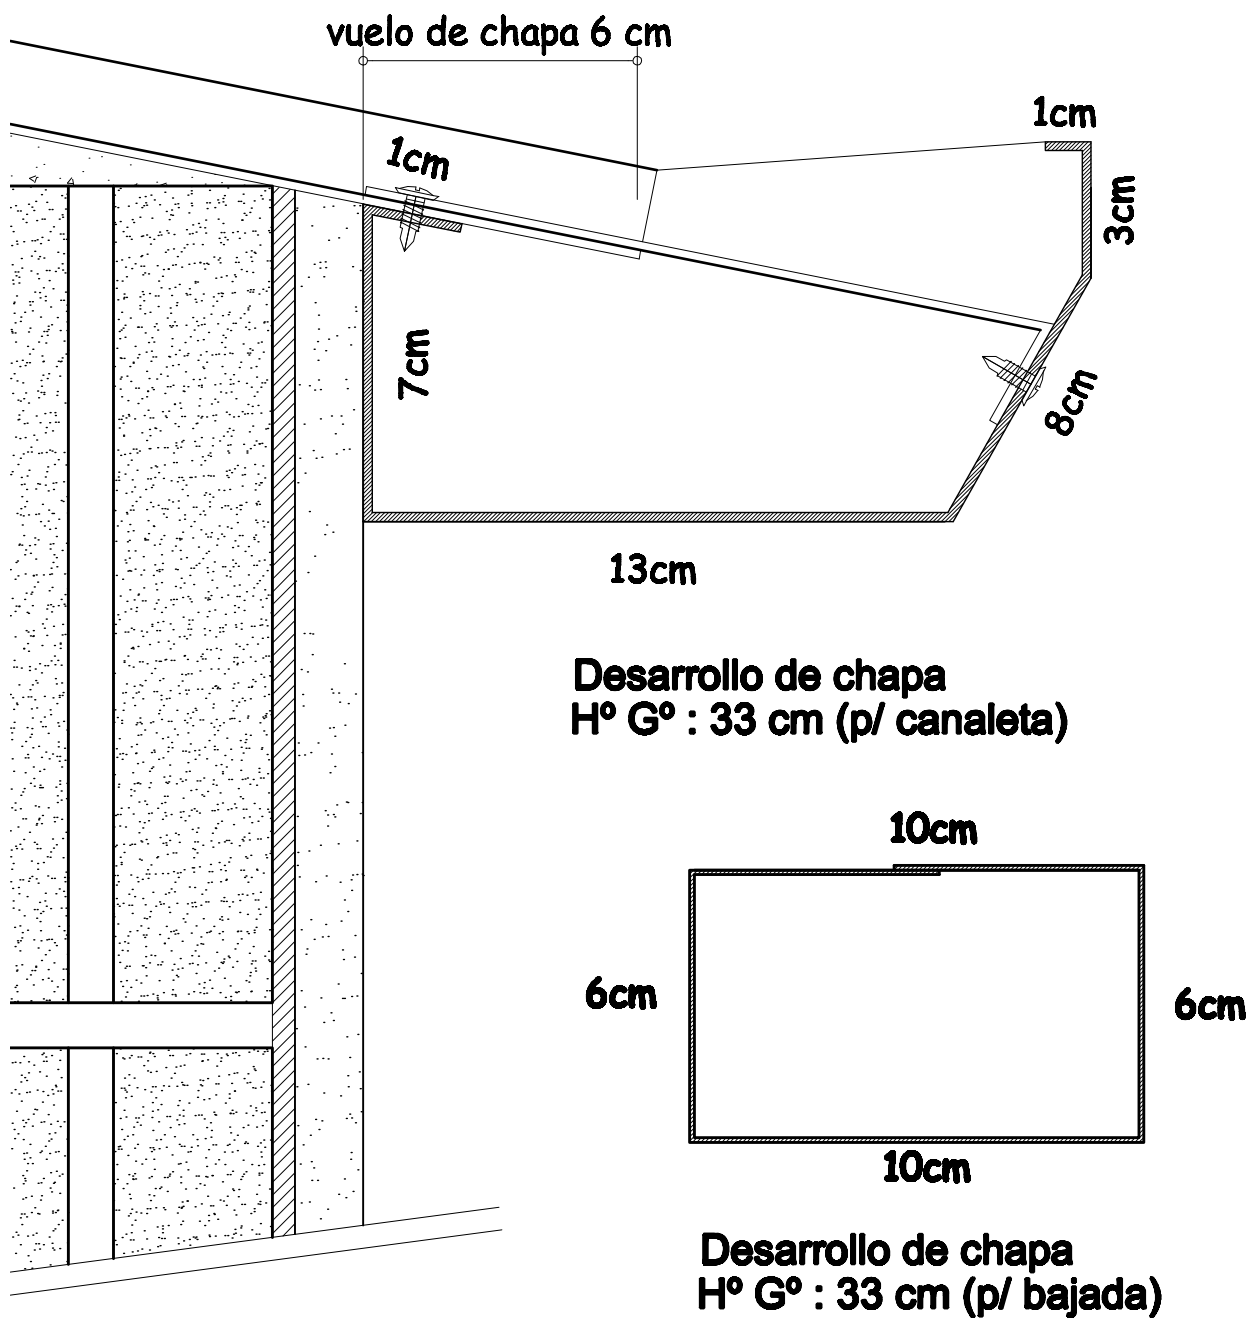 vuelo de chapa 6 cm
1cm
1cm
3cm
7cm
8cm
13cm
Desarrollo de chapa
Hº Gº : 33 cm (p/ canaleta)
10cm
6cm
6cm
10cm
Desarrollo de chapa
Hº Gº : 33 cm (p/ bajada)